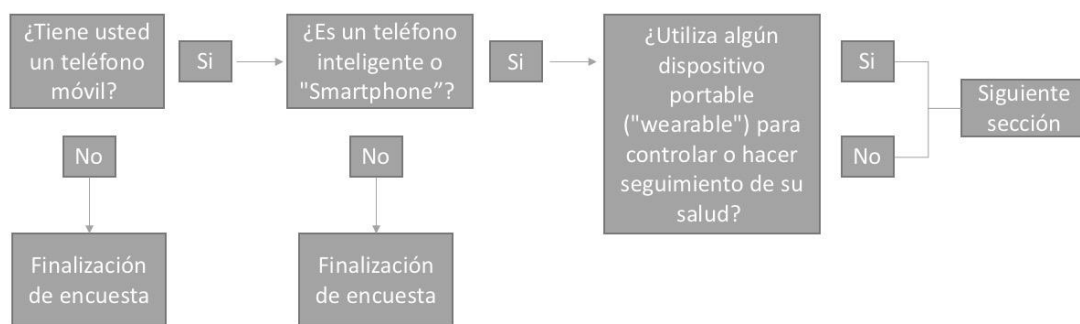 ¿Tiene usted
un teléfono
móvil?
Si
¿Es un teléfono
inteligente o
"Smartphone”?
Si
¿Utiliza algún
dispositivo
portable
("wearable") para
controlar o hacer
seguimiento de su
salud?
Si
No
Siguiente
sección
No
No
Finalización
de encuesta
Finalización
de encuesta